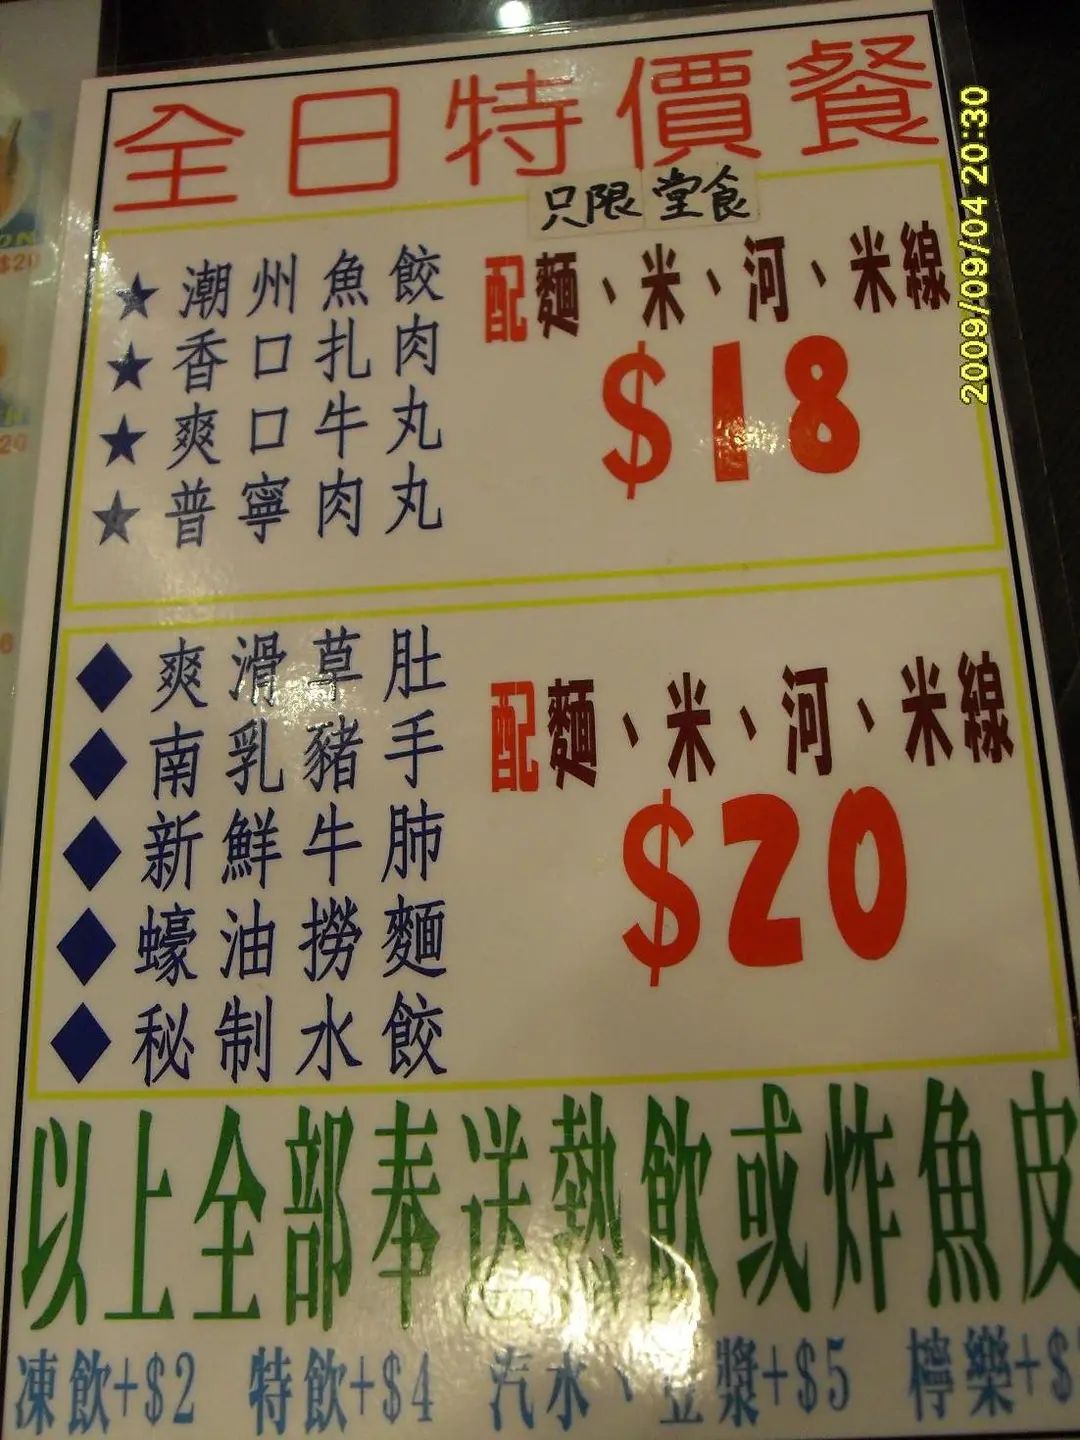 全日特價餐
只限堂食
★潮州魚餃
★香口扎肉
★爽口牛丸
★普寧肉丸
配麵、米、河、米線
$18
◆爽滑草肚
◆南乳豬手
◆新鮮牛肺
◆蠔油撈麵
◆秘制水餃
配麵、米、河、米線
$20
以上全部奉送熱飲或炸魚皮
凍飲+$2 特飲+$4 汽水、豆漿+$5 檸樂+$
2009/09/04 20:30
$20
20
6